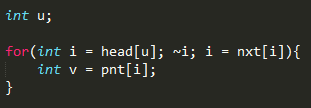 int u;
for(int i = head[u]; ~i; i = nxt[i]){
    int v = pnt[i];
}